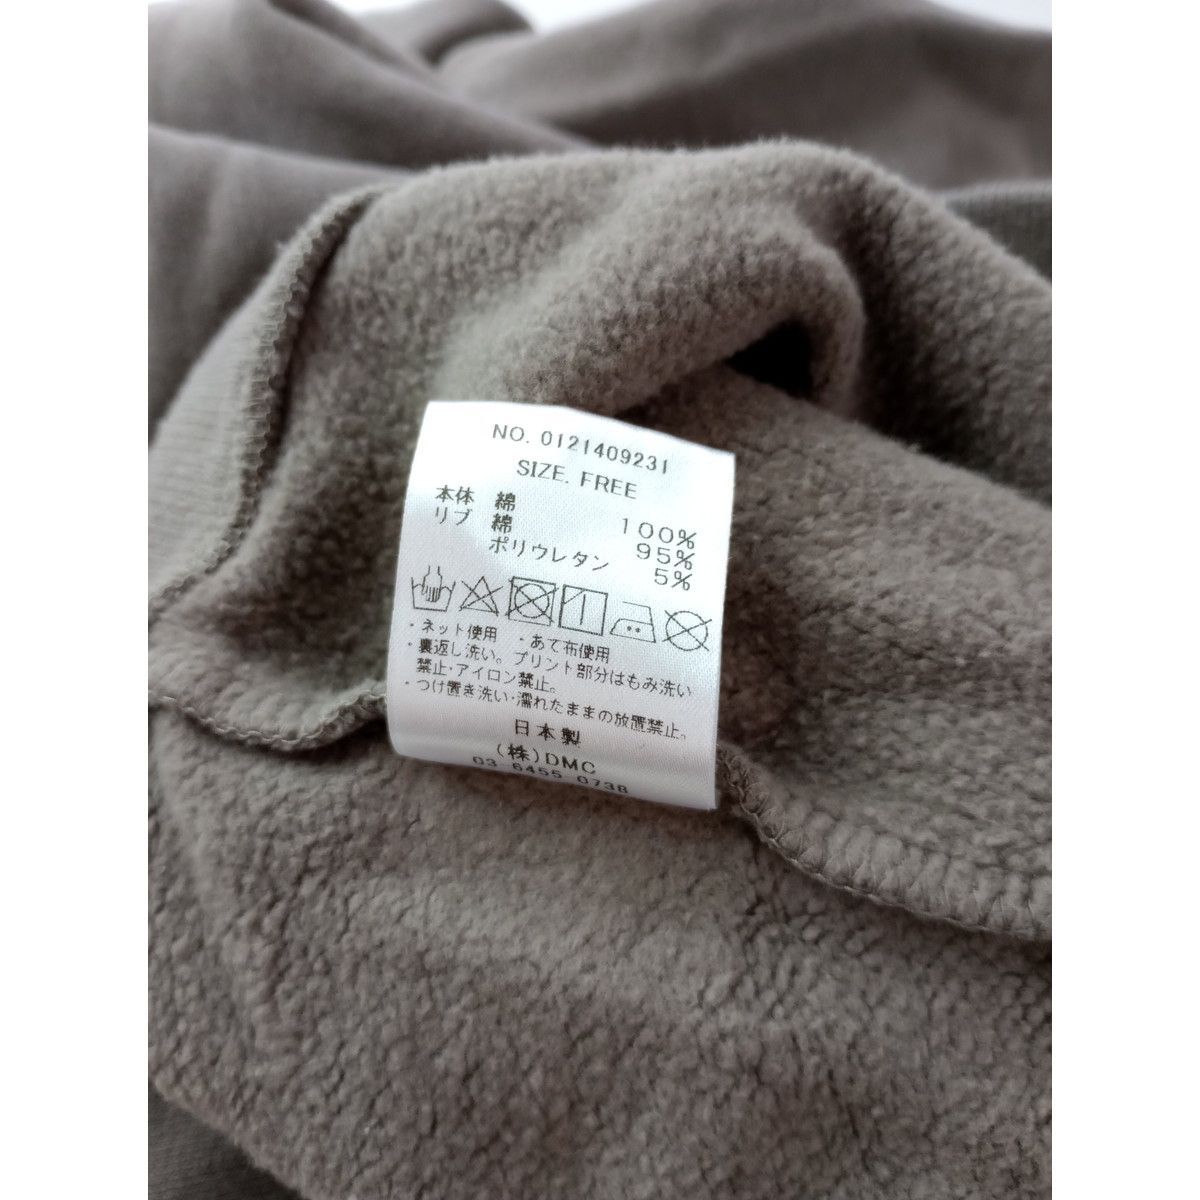 NO. 0121409231
SIZE. FREE
本体 綿 100%
リブ 綿 95%
ポリウレタン 5%
・ネット使用 ・あて布使用
・裏返し洗い。プリント部分はもみ洗い
禁止・アイロン禁止。
・つけ置き洗い・濡れたままの放置禁止。
日本製
(株)DMC
03 6455 0738